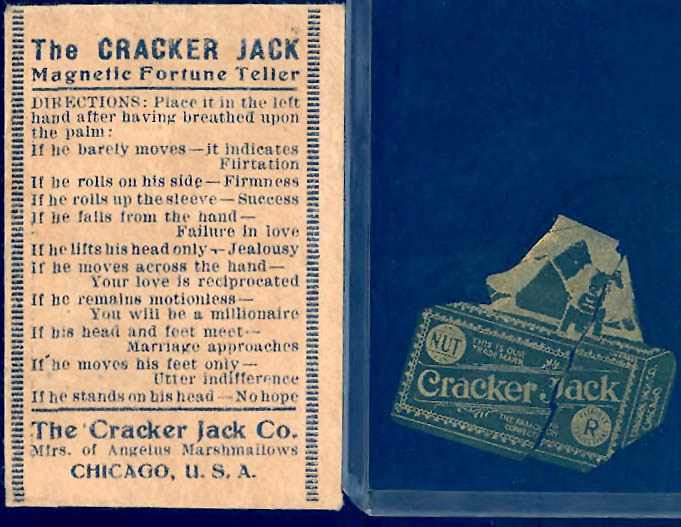 The CRACKER JACK
Magnetic Fortune Teller
DIRECTIONS: Place it in the left
hand after having breathed upon
the palm:
If he barely moves—it indicates
Flirtation
If he rolls on his side—Firmness
If he rolls up the sleeve—Success
If he falls from the hand—
Failure in love
If he lifts his head only—Jealousy
If he moves across the hand—
Your love is reciprocated
If he remains motionless—
You will be a millionaire
If his head and feet meet—
Marriage approaches
If he moves his feet only—
Utter indifference
If he stands on his head—No hope
The Cracker Jack Co.
Mfrs. of Angelus Marshmallows
CHICAGO, U. S. A.
NUT
THIS IS OUR
TRADE MARK
Cracker Jack
THE FAMOUS
CONFECTION
R
CHICAGO